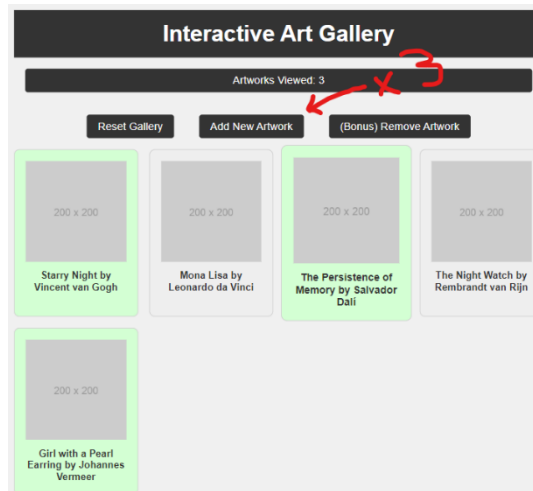 Interactive Art Gallery
Artworks Viewed: 3
x 3
Reset Gallery
Add New Artwork
(Bonus) Remove Artwork
200 x 200
200 x 200
200 x 200
200 x 200
Starry Night by
Vincent van Gogh
Mona Lisa by
Leonardo da Vinci
The Persistence of
Memory by Salvador
Dalí
The Night Watch by
Rembrandt van Rijn
200 x 200
Girl with a Pearl
Earring by Johannes
Vermeer